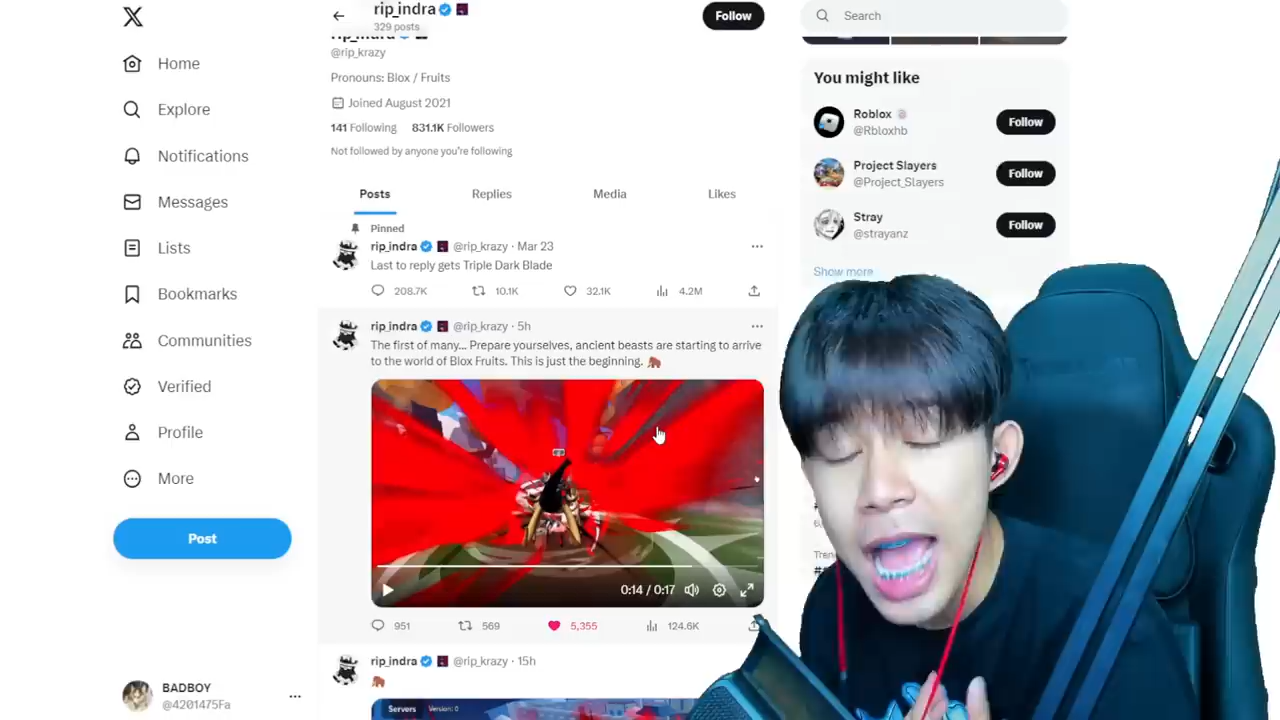 rip_indra
329 posts
Follow
Search
Home
Explore
Notifications
Messages
Lists
Bookmarks
Communities
Verified
Profile
More
Post
BADBOY
@4201475Fa
rip_indra
@rip_krazy
Pronouns: Blox / Fruits
Joined August 2021
141 Following 831.1K Followers
Not followed by anyone you're following
Posts Replies Media Likes
Pinned
rip_indra @rip_krazy · Mar 23
Last to reply gets Triple Dark Blade
208.7K 10.1K 32.1K 4.2M
rip_indra @rip_krazy · 5h
The first of many... Prepare yourselves, ancient beasts are starting to arrive
to the world of Blox Fruits. This is just the beginning.
0:14 / 0:17
951 569 5,355 124.6K
rip_indra @rip_krazy · 15h
Servers Version: 0
You might like
Roblox
@Rbloxhb
Follow
Project Slayers
@Project_Slayers
Follow
Stray
@strayanz
Follow
Show more